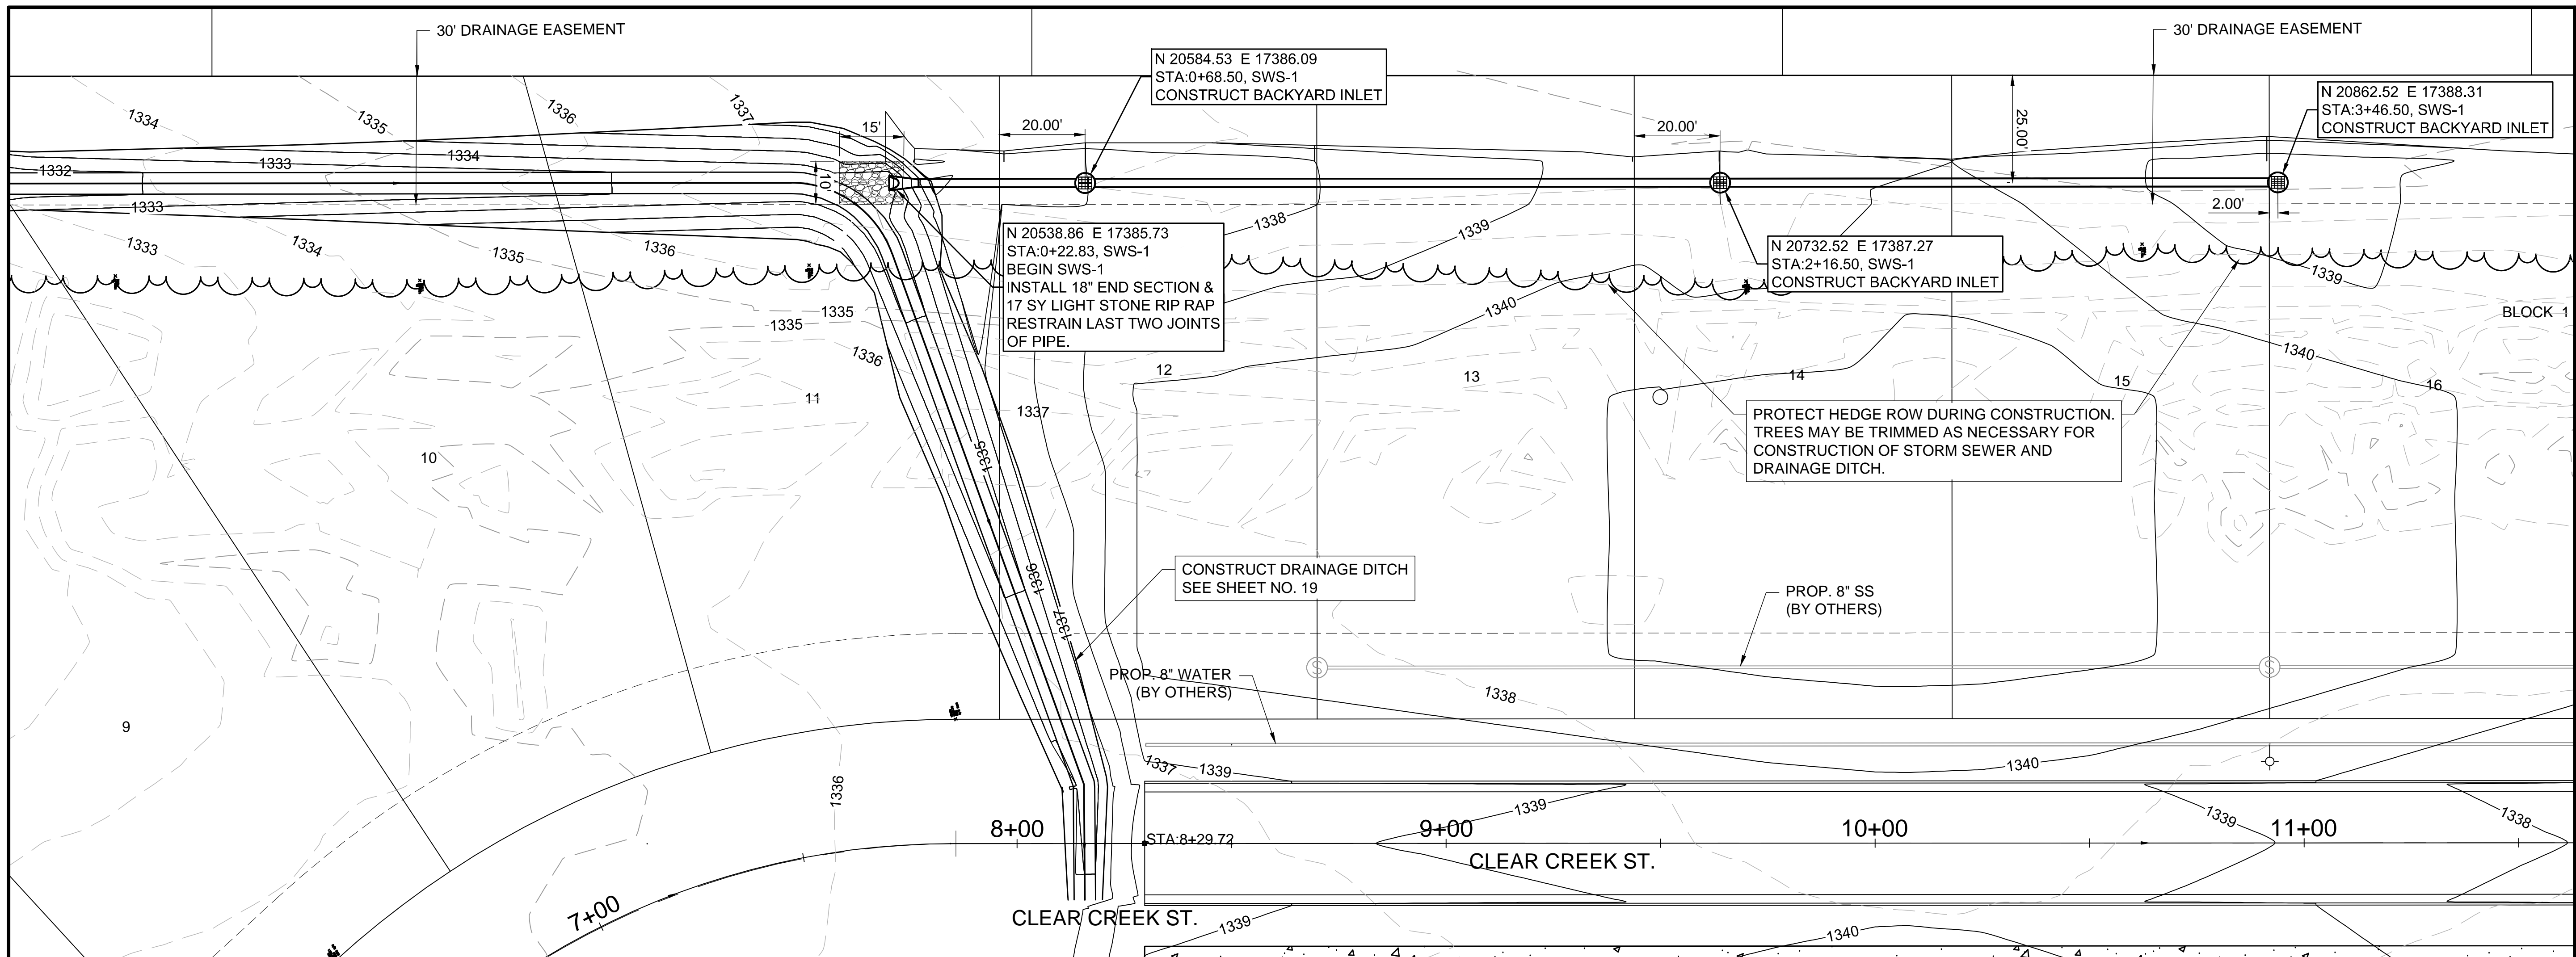 30' DRAINAGE EASEMENT
30' DRAINAGE EASEMENT
N 20584.53 E 17386.09
STA:0+68.50, SWS-1
CONSTRUCT BACKYARD INLET
N 20862.52 E 17388.31
STA:3+46.50, SWS-1
CONSTRUCT BACKYARD INLET
1334
1335
1336
1337
15'
20.00'
20.00'
25.00'
1332
1333
1334
10'
1333
2.00'
1333
1334
1335
1336
N 20538.86 E 17385.73
STA:0+22.83, SWS-1
BEGIN SWS-1
INSTALL 18" END SECTION &
17 SY LIGHT STONE RIP RAP
RESTRAIN LAST TWO JOINTS
OF PIPE.
1338
1339
N 20732.52 E 17387.27
STA:2+16.50, SWS-1
CONSTRUCT BACKYARD INLET
1339
1340
BLOCK 1
1335
1335
1336
1340
12
13
14
15
16
11
1337
10
9
PROTECT HEDGE ROW DURING CONSTRUCTION.
TREES MAY BE TRIMMED AS NECESSARY FOR
CONSTRUCTION OF STORM SEWER AND
DRAINAGE DITCH.
1335
1336
1337
CONSTRUCT DRAINAGE DITCH
SEE SHEET NO. 19
PROP. 8" SS
(BY OTHERS)
S
S
PROP. 8" WATER
(BY OTHERS)
1338
1337
1339
1340
1336
1339
1339
1338
8+00
STA:8+29.72
9+00
10+00
11+00
CLEAR CREEK ST.
7+00
CLEAR CREEK ST.
1339
1340